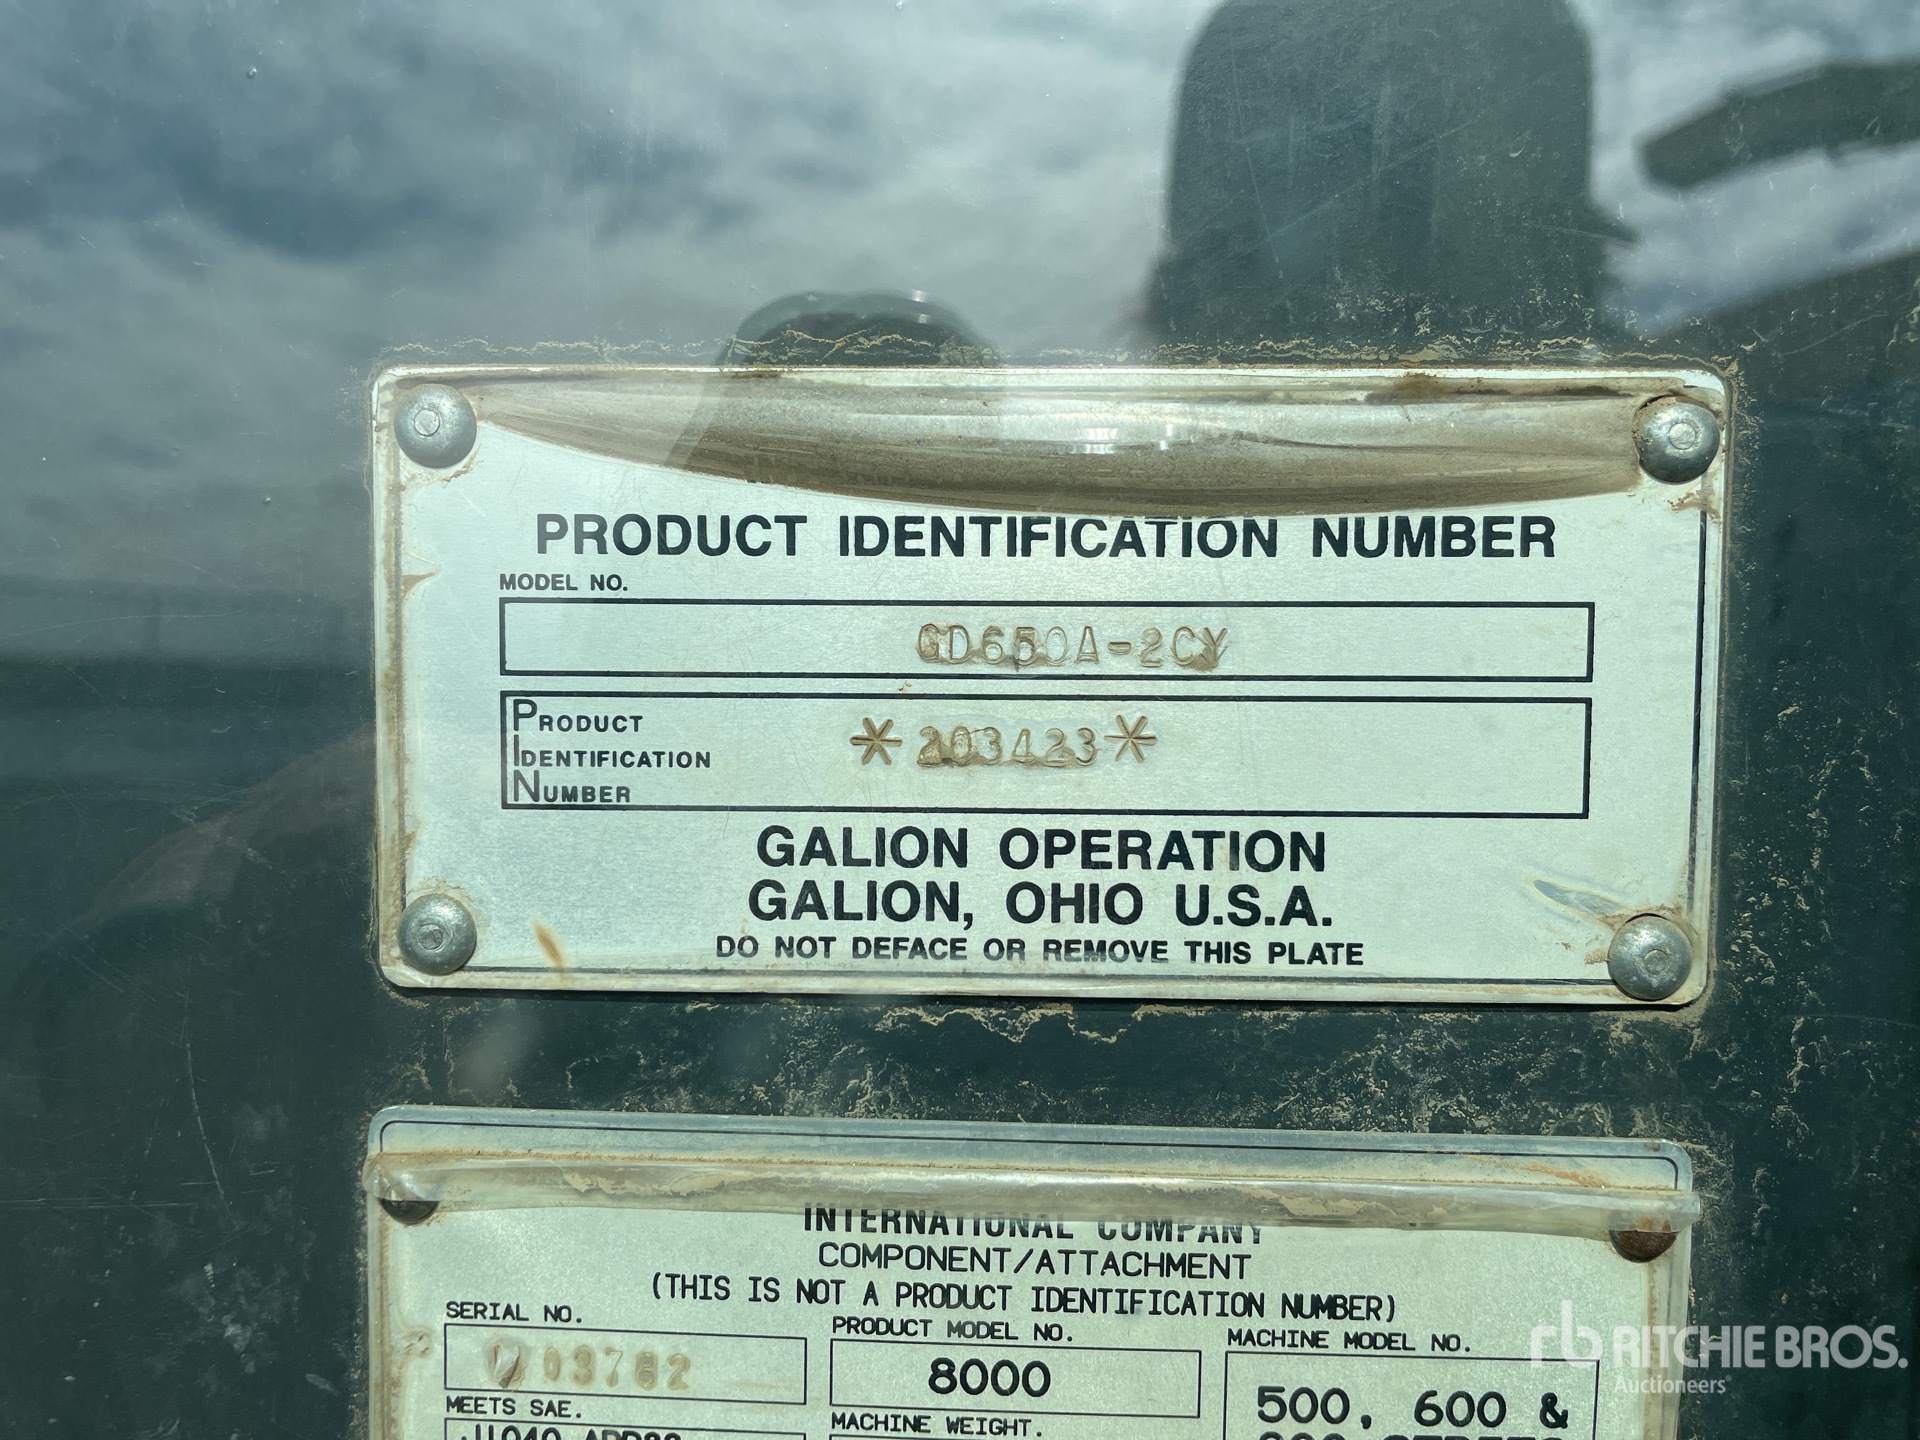 PRODUCT IDENTIFICATION NUMBER
MODEL NO.
GD650A-2CY
PRODUCT
IDENTIFICATION
NUMBER
*203423*
GALION OPERATION
GALION, OHIO U.S.A.
DO NOT DEFACE OR REMOVE THIS PLATE
INTERNATIONAL COMPANY
COMPONENT/ATTACHMENT
(THIS IS NOT A PRODUCT IDENTIFICATION NUMBER)
SERIAL NO.
PRODUCT MODEL NO.
8000
MACHINE MODEL NO.
500, 600 &
MEETS SAE.
MACHINE WEIGHT.
rb RITCHIE BROS.
Auctioneers